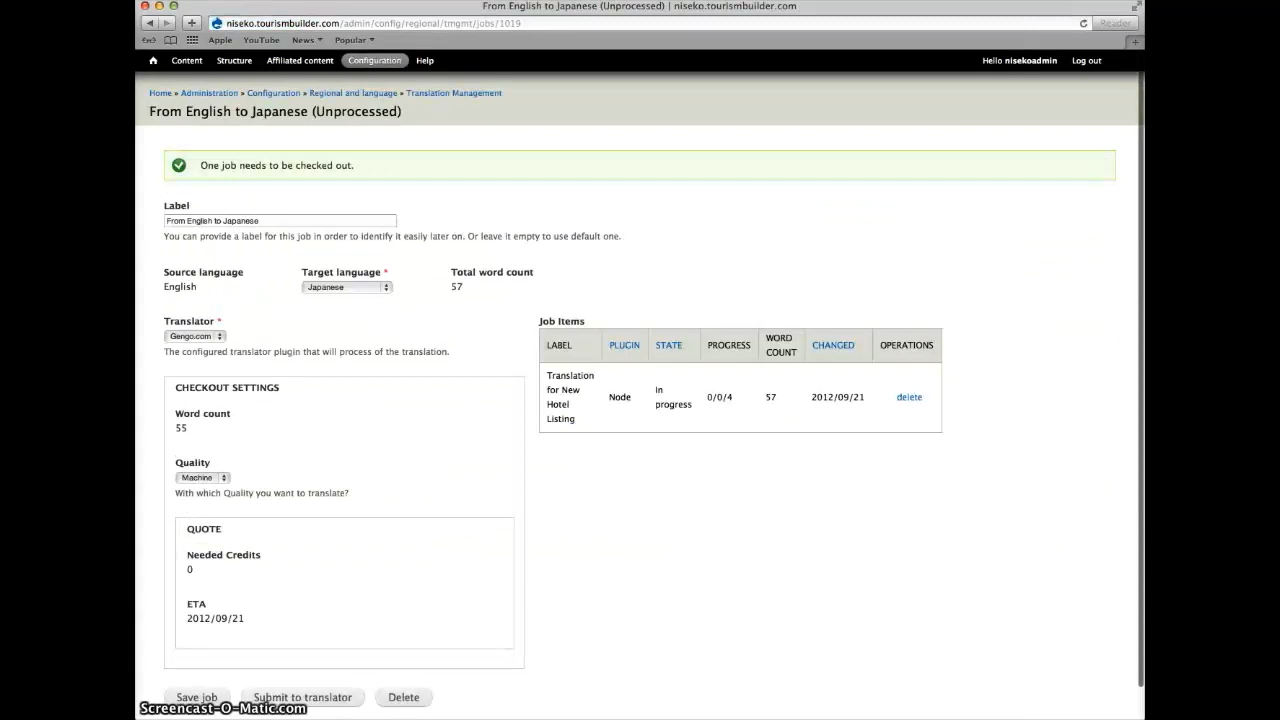 From English to Japanese (Unprocessed) | niseko.tourismbuilder.com
niseko.tourismbuilder.com/admin/config/regional/tmgmt/jobs/1019
Reader
Apple YouTube News Popular
Content Structure Affiliated content Configuration Help Hello nisekoadmin Log out
Home » Administration » Configuration » Regional and language » Translation Management
From English to Japanese (Unprocessed)
One job needs to be checked out.
Label
From English to Japanese
You can provide a label for this job in order to identify it easily later on. Or leave it empty to use default one.
Source language Target language * Total word count
English Japanese 57
Translator *
Gengo.com
The configured translator plugin that will process of the translation.
CHECKOUT SETTINGS
Word count
55
Quality
Machine
With which Quality you want to translate?
QUOTE
Needed Credits
0
ETA
2012/09/21
Job Items
LABEL PLUGIN STATE PROGRESS WORD COUNT CHANGED OPERATIONS
Translation for New Hotel Listing Node In progress 0/0/4 57 2012/09/21 delete
Save job Submit to translator Delete
Screencast-O-Matic.com